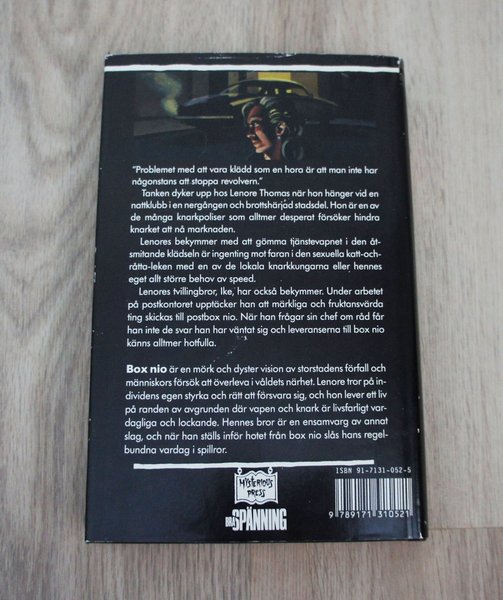 "Problemet med att vara klädd som en hora är att man inte har
någonstans att stoppa revolvern."
Tanken dyker upp hos Lenore Thomas när hon hänger vid en
nattklubb i en nergången och brottshärjad stadsdel. Hon är en av
de många knarkpoliser som alltmer desperat försöker hindra
knarket att nå marknaden.
Lenores bekymmer med att gömma tjänstevapnet i den åt-
smitande klädseln är ingenting mot faran i den sexuella katt-och-
råtta-leken med en av de lokala knarkkungarna eller hennes
eget allt större behov av speed.
Lenores tvillingbror, Ike, har också bekymmer. Under arbetet
på postkontoret upptäcker han att märkliga och fruktansvärda
ting skickas till postbox nio. När han frågar sin chef om råd får
han inte de svar han har väntat sig och leveranserna till box nio
känns alltmer hotfulla.
Box nio är en mörk och dyster vision av storstadens förfall och
människors försök att överleva i våldets närhet. Lenore tror på in-
dividens egen styrka och rätt att försvara sig, och hon lever ett liv
på randen av avgrunden där vapen och knark är livsfarligt var-
dagliga och lockande. Hennes bror är en ensamvarg av annat
slag, och när han ställs inför hotet från box nio slås hans regel-
bundna vardag i spillror.
MYSTERIOUS
PRESS
BRA SPÄNNING
ISBN 91-7131-052-5
9 789171 310521